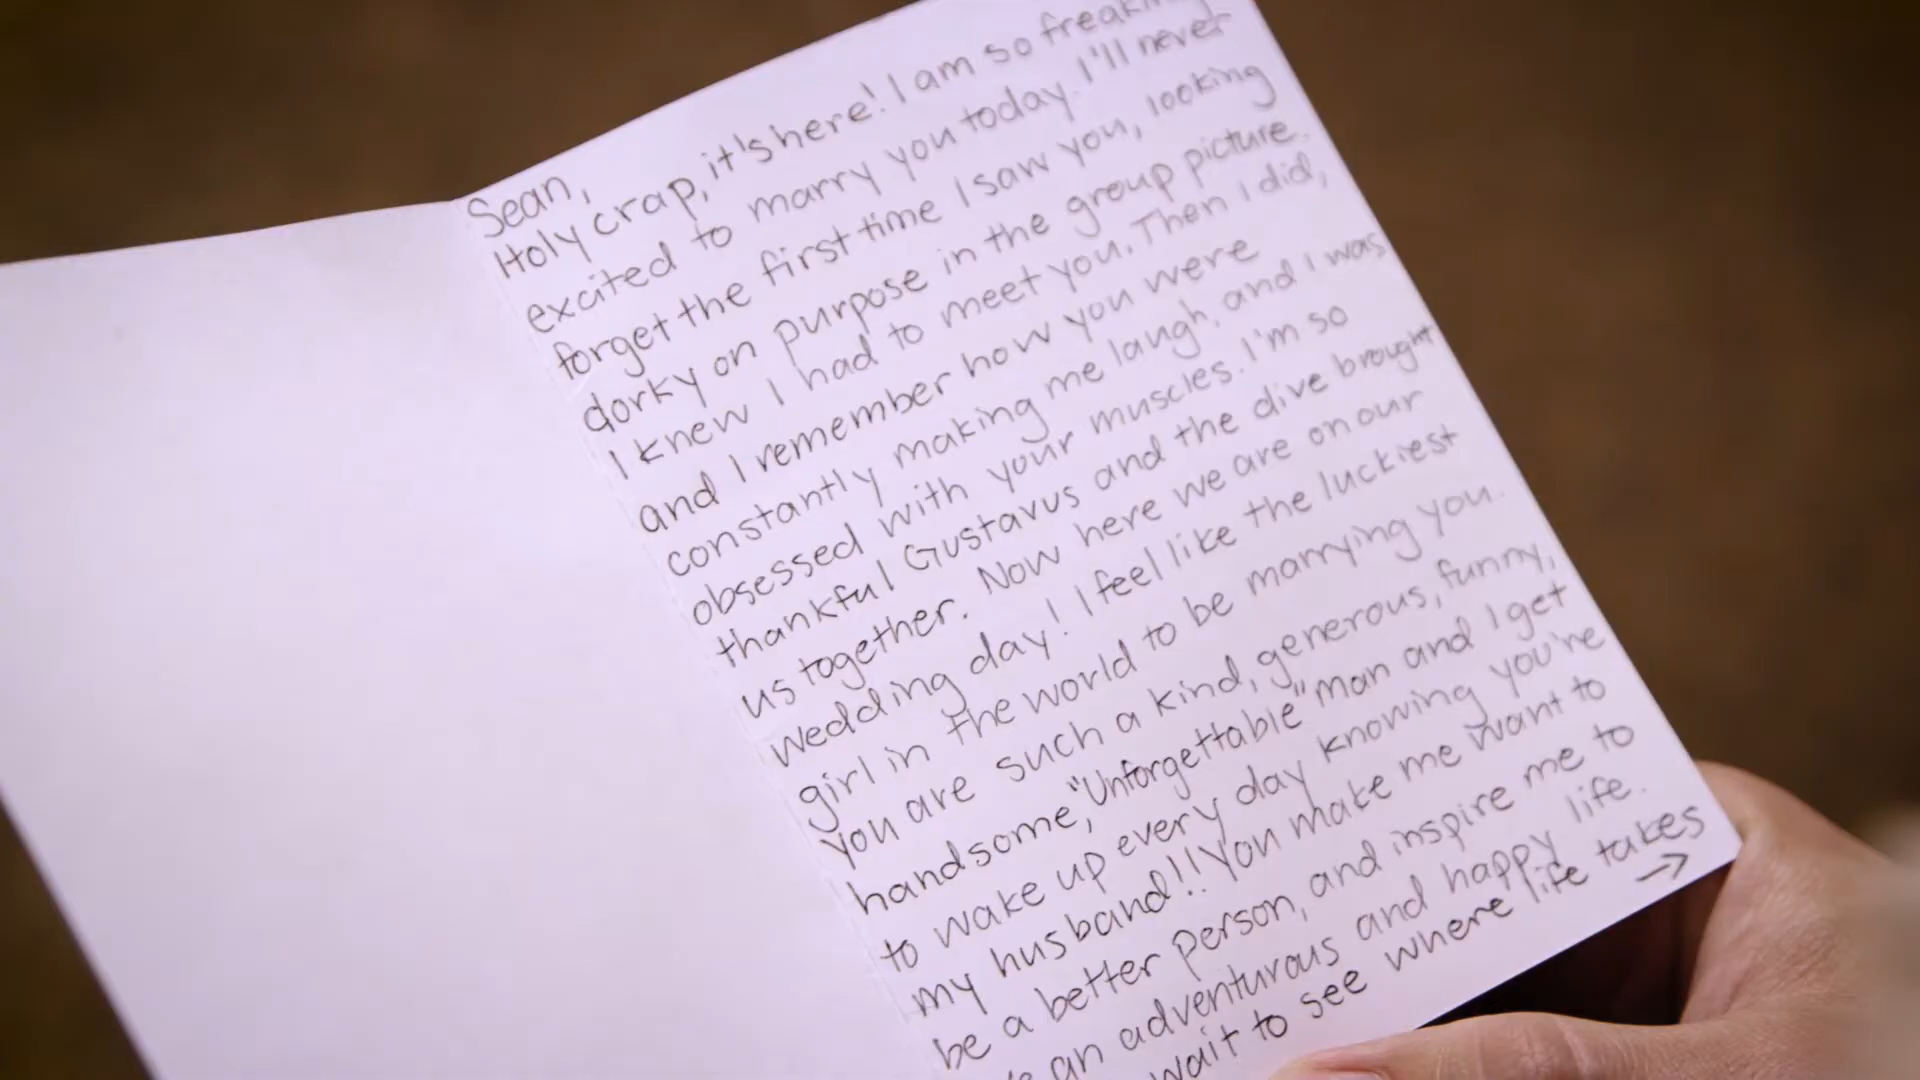 Sean,
Holy crap, it's here! I am so
excited to marry you today. I'll never
forget the first time I saw you, looking
dorky on purpose in the group picture.
I knew I had to meet you. Then I did,
and I remember how you were
constantly making me laugh, and I was
obsessed with your muscles. I'm so
thankful Gustavus and the dive brought
us together. Now here we are on our
wedding day! I feel like the luckiest
girl in the world to be marrying you.
You are such a kind, generous, funny,
handsome, "Unforgettable" man and I get
to wake up every day knowing you're
my husband!! You make me want to
be a better person, and inspire me to
an adventurous and happy life.
wait to see where life takes
→